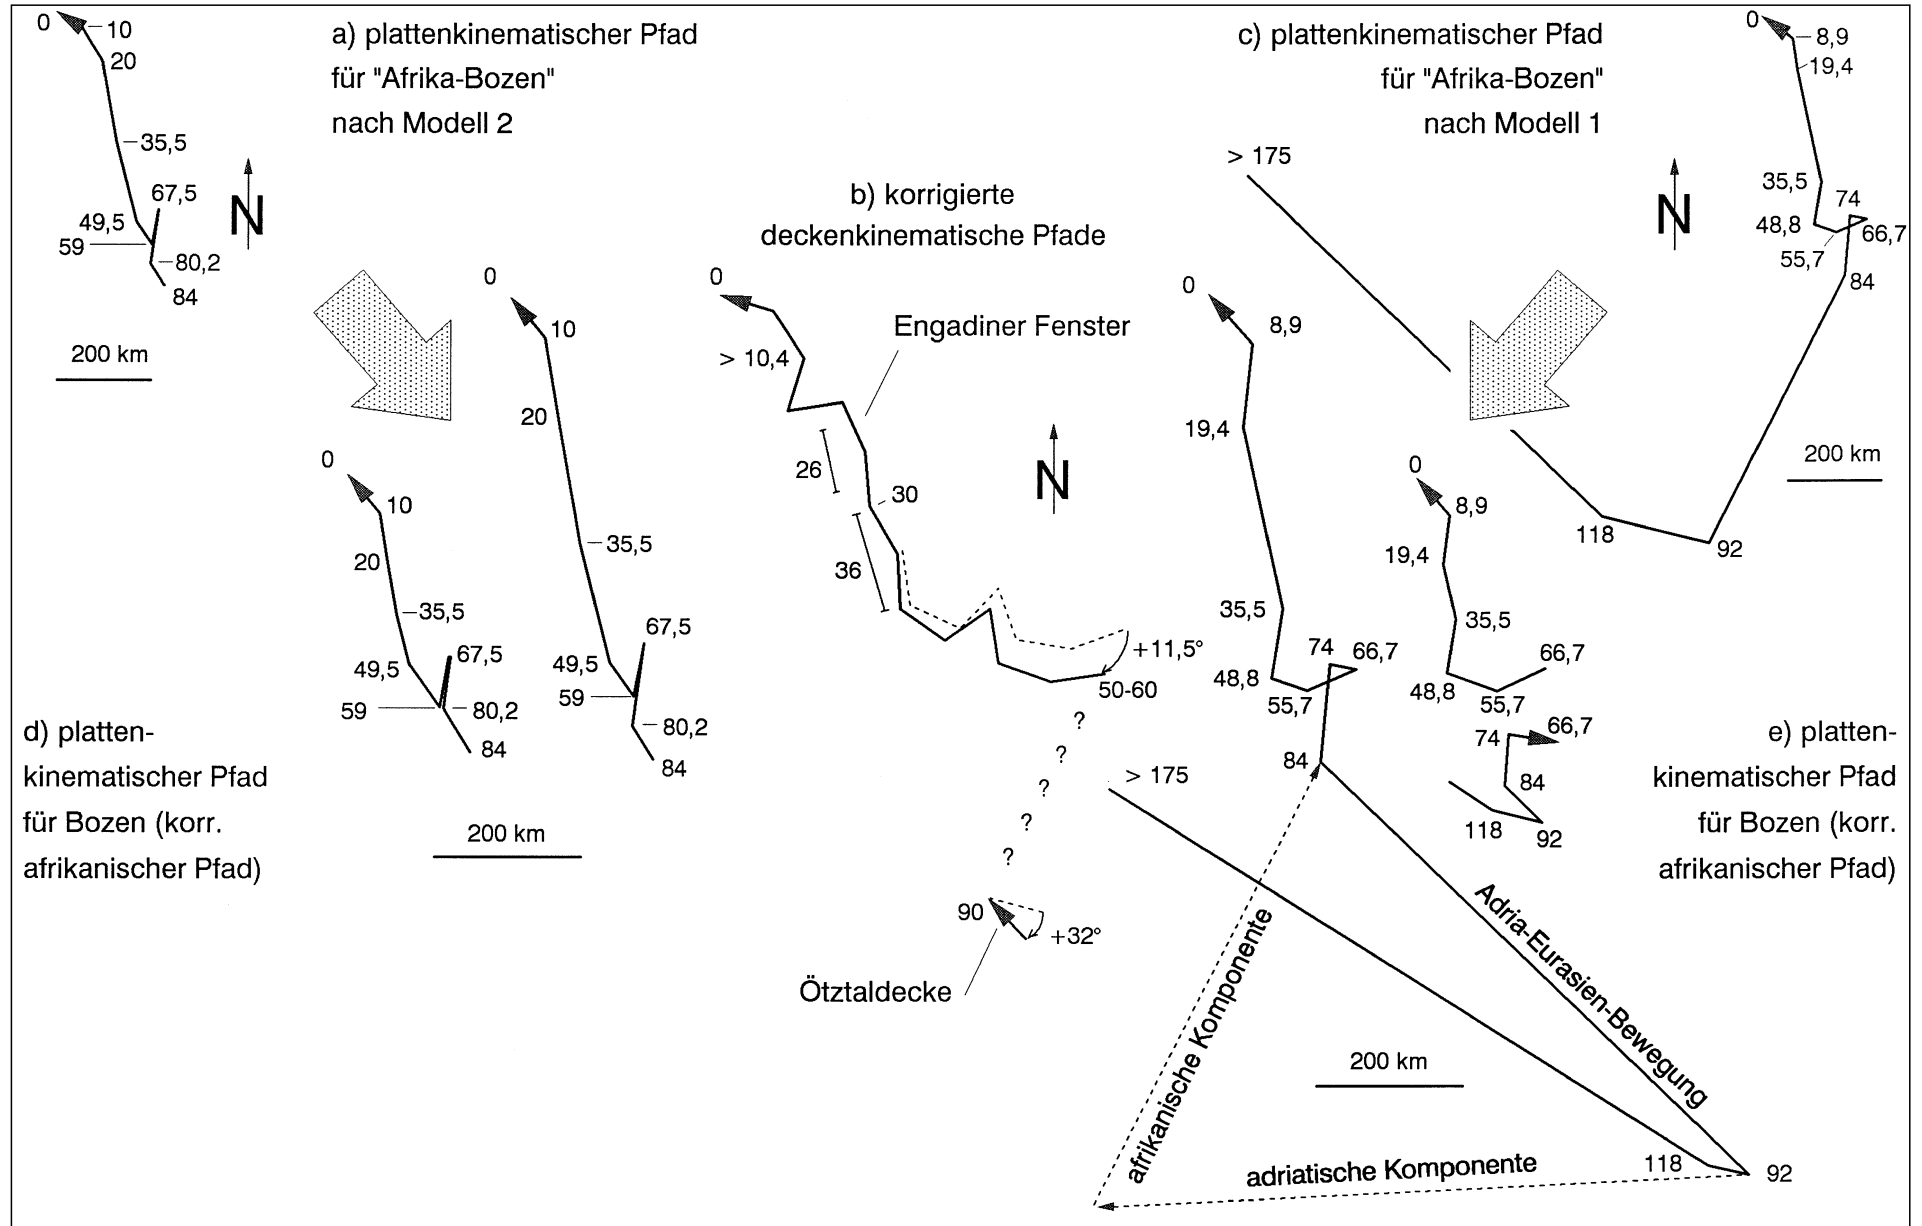 a) plattenkinematischer Pfad
für "Afrika-Bozen"
nach Modell 2
0
10
20
35,5
67,5
49,5
59
80,2
84
200 km
N
c) plattenkinematischer Pfad
für "Afrika-Bozen"
nach Modell 1
> 175
0
8,9
19,4
35,5
74
48,8
66,7
55,7
84
118
92
200 km
N
b) korrigierte
deckenkinematische Pfade
0
> 10,4
Engadiner Fenster
26
30
36
+11,5°
50-60
?
?
?
?
?
90
+32°
Ötztaldecke
N
d) platten-
kinematischer Pfad
für Bozen (korr.
afrikanischer Pfad)
0
10
20
35,5
67,5
49,5
59
80,2
84
0
10
20
35,5
67,5
49,5
59
80,2
84
200 km
e) platten-
kinematischer Pfad
für Bozen (korr.
afrikanischer Pfad)
0
8,9
19,4
35,5
74
66,7
48,8
55,7
84
> 175
118
92
0
8,9
19,4
35,5
66,7
48,8
55,7
74
66,7
84
118
92
Adria-Eurasien-Bewegung
afrikanische Komponente
adriatische Komponente
200 km